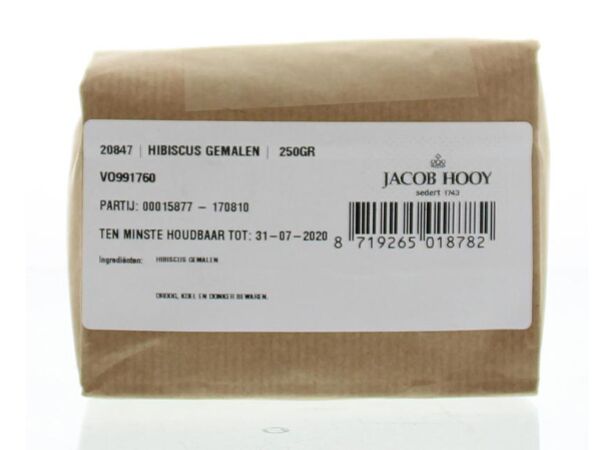 20847 | HIBISCUS GEMALEN | 250GR
VO991760
JACOB HOOY
sedert 1743
PARTIJ: 00015877 - 170810
TEN MINSTE HOUDBAAR TOT: 31-07-2020
8 719265 018782
Ingrediënten: HIBISCUS GEMALEN
DROOG, KOEL EN DONKER BEWAREN.